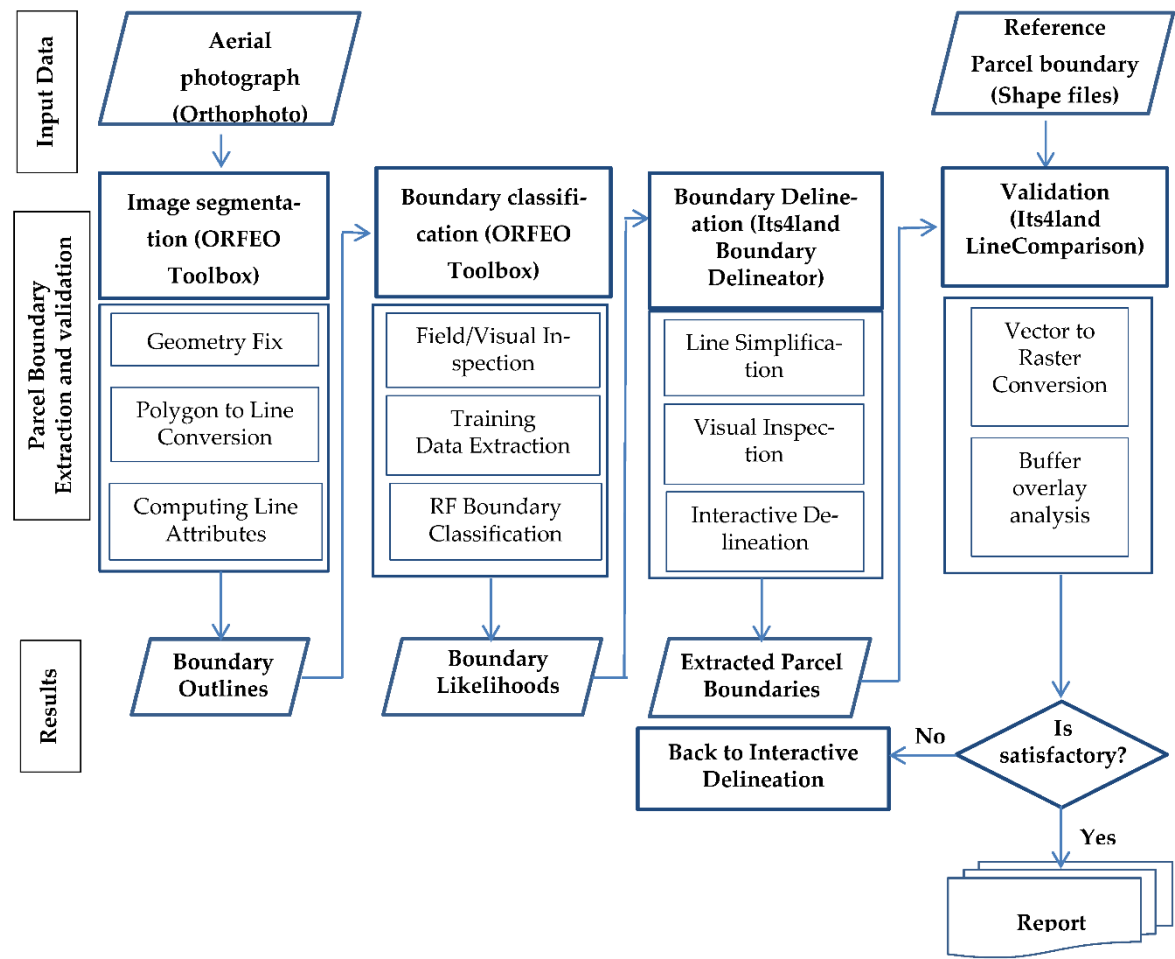 Input Data
Aerial
photograph
(Orthophoto)
Reference
Parcel boundary
(Shape files)
Parcel Boundary
Extraction and validation
Image segmenta-
tion (ORFEO
Toolbox)
Geometry Fix
Polygon to Line
Conversion
Computing Line
Attributes
Boundary classifi-
cation (ORFEO
Toolbox)
Field/Visual In-
spection
Training
Data Extraction
RF Boundary
Classification
Boundary Deline-
ation (Its4land
Boundary
Delineator)
Line Simplifica-
tion
Visual Inspec-
tion
Interactive De-
lineation
Validation
(Its4land
LineComparison)
Vector to
Raster
Conversion
Buffer
overlay
analysis
Results
Boundary
Outlines
Boundary
Likelihoods
Extracted Parcel
Boundaries
Back to Interactive
Delineation
No
Is
satisfactory?
Yes
Report